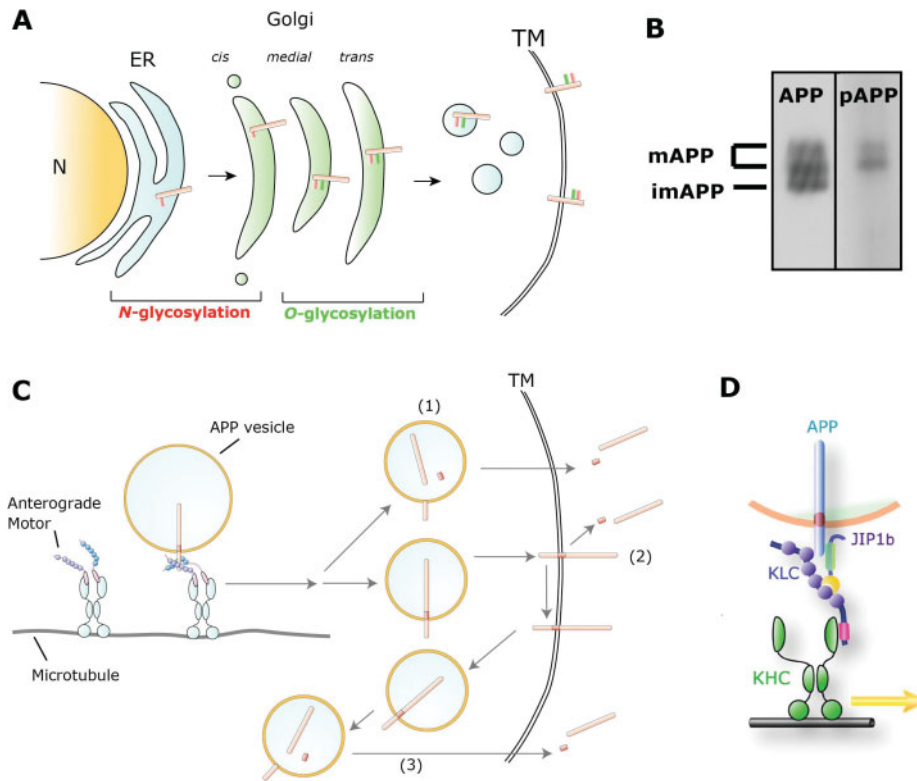 A
Golgi
ER
cis
medial
trans
TM
N
N-glycosylation
O-glycosylation
B
APP
pAPP
mAPP
imAPP
C
TM
(1)
APP vesicle
Anterograde
Motor
(2)
Microtubule
(3)
D
APP
JIP1b
KLC
KHC